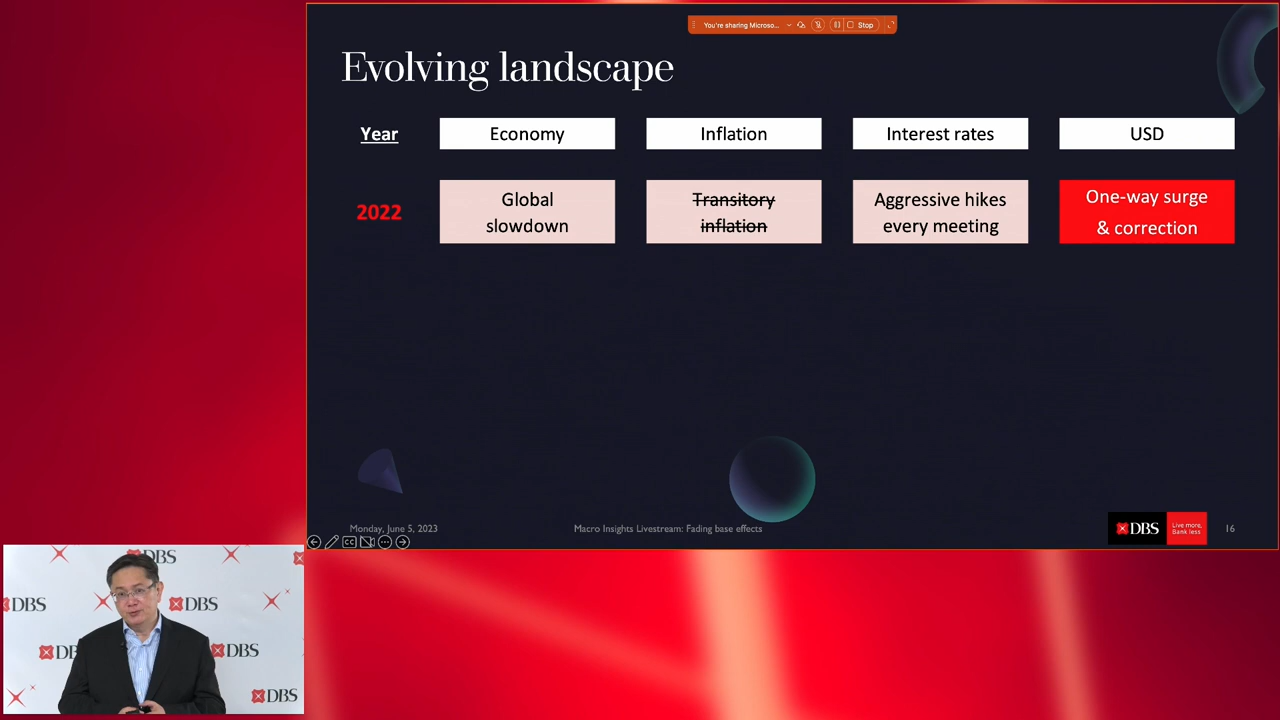 You're sharing Microso...
Stop
Evolving landscape
Year
Economy
Inflation
Interest rates
USD
2022
Global
slowdown
Transitory
inflation
Aggressive hikes
every meeting
One-way surge
& correction
Monday, June 5, 2023
Macro Insights Livestream: Fading base effects
DBS
Live more,
Bank less
16
CC
DBS
DBS
DBS
DB
DBS
DBS